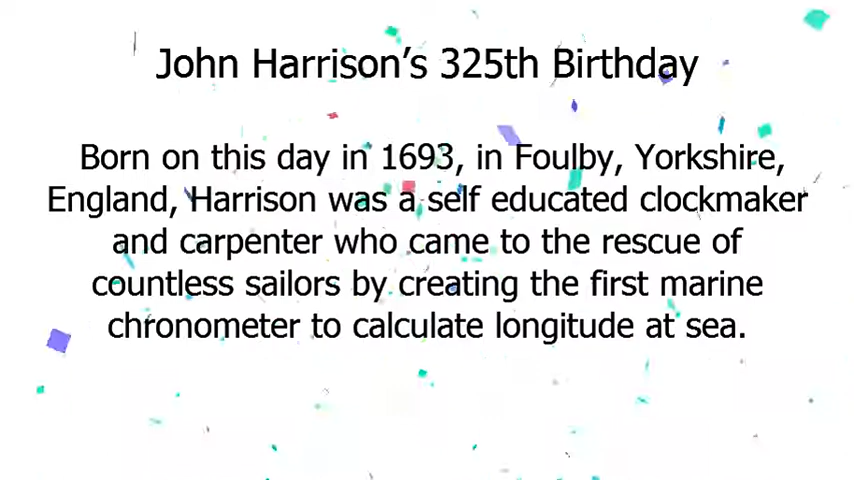 John Harrison’s 325th Birthday
Born on this day in 1693, in Foulby, Yorkshire,
England, Harrison was a self educated clockmaker
and carpenter who came to the rescue of
countless sailors by creating the first marine
chronometer to calculate longitude at sea.